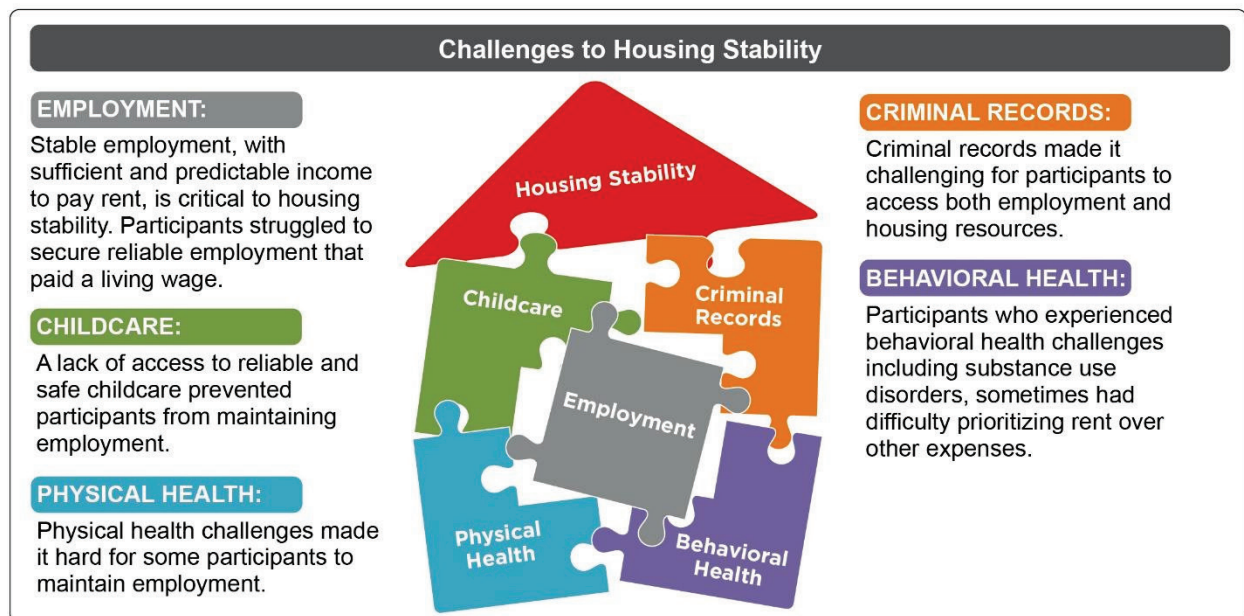 Challenges to Housing Stability
EMPLOYMENT:
Stable employment, with
sufficient and predictable income
to pay rent, is critical to housing
stability. Participants struggled to
secure reliable employment that
paid a living wage.
CHILDCARE:
A lack of access to reliable and
safe childcare prevented
participants from maintaining
employment.
PHYSICAL HEALTH:
Physical health challenges made
it hard for some participants to
maintain employment.
Housing Stability
Childcare
Criminal
Records
Employment
Physical
Health
Behavioral
Health
CRIMINAL RECORDS:
Criminal records made it
challenging for participants to
access both employment and
housing resources.
BEHAVIORAL HEALTH:
Participants who experienced
behavioral health challenges
including substance use
disorders, sometimes had
difficulty prioritizing rent over
other expenses.